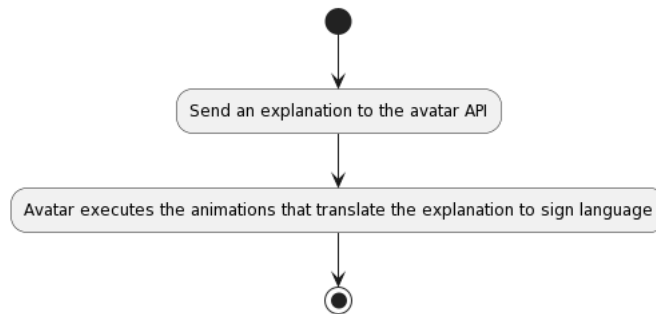 Send an explanation to the avatar API
Avatar executes the animations that translate the explanation to sign language